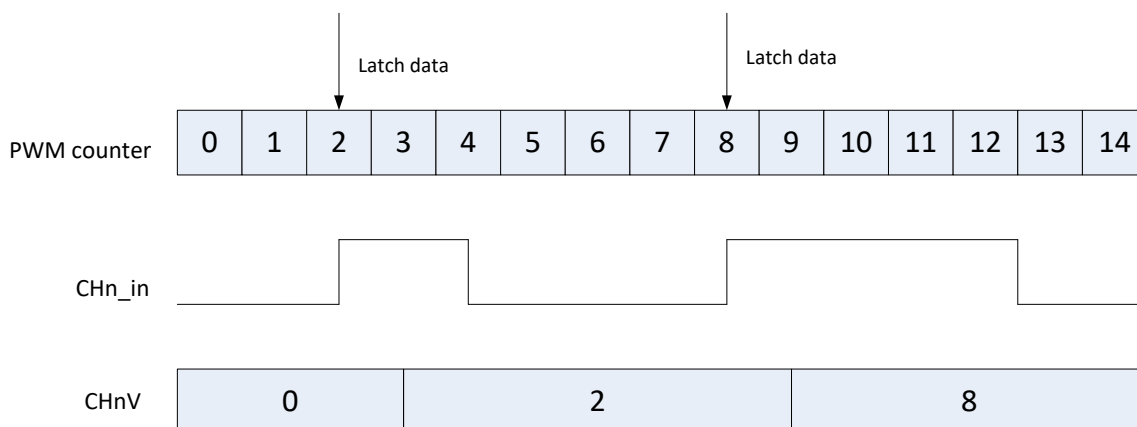 Latch data
Latch data
PWM counter 0 1 2 3 4 5 6 7 8 9 10 11 12 13 14
CHn_in
CHnV 0 2 8